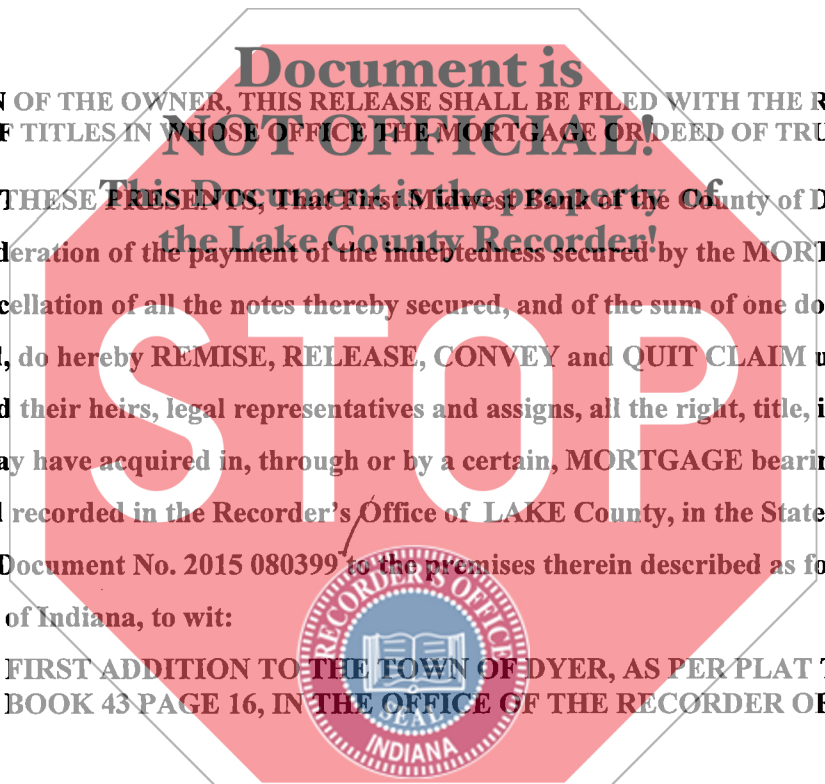 Document is
N OF THE OWNER, THIS RELEASE SHALL BE FILED WITH THE R
F TITLES IN WHOSE OFFICE THE MORTGAGE OR DEED OF TRU
NOT OFFICIAL!
THESE PRESENTS, That First Midwest Bank of the County of D
This Document is the property of
the Lake County Recorder!
deration of the payment of the indebtedness secured by the MORT
cellation of all the notes thereby secured, and of the sum of one do
, do hereby REMISE, RELEASE, CONVEY and QUIT CLAIM u
d their heirs, legal representatives and assigns, all the right, title, i
ay have acquired in, through or by a certain, MORTGAGE bearin
STOP
l recorded in the Recorder's Office of LAKE County, in the State
Document No. 2015 080399 to the premises therein described as fo
of Indiana, to wit:
FIRST ADDITION TO THE TOWN OF DYER, AS PER PLAT T
BOOK 43 PAGE 16, IN THE OFFICE OF THE RECORDER OF
RECORDER'S OFFICE
SEAL
INDIANA